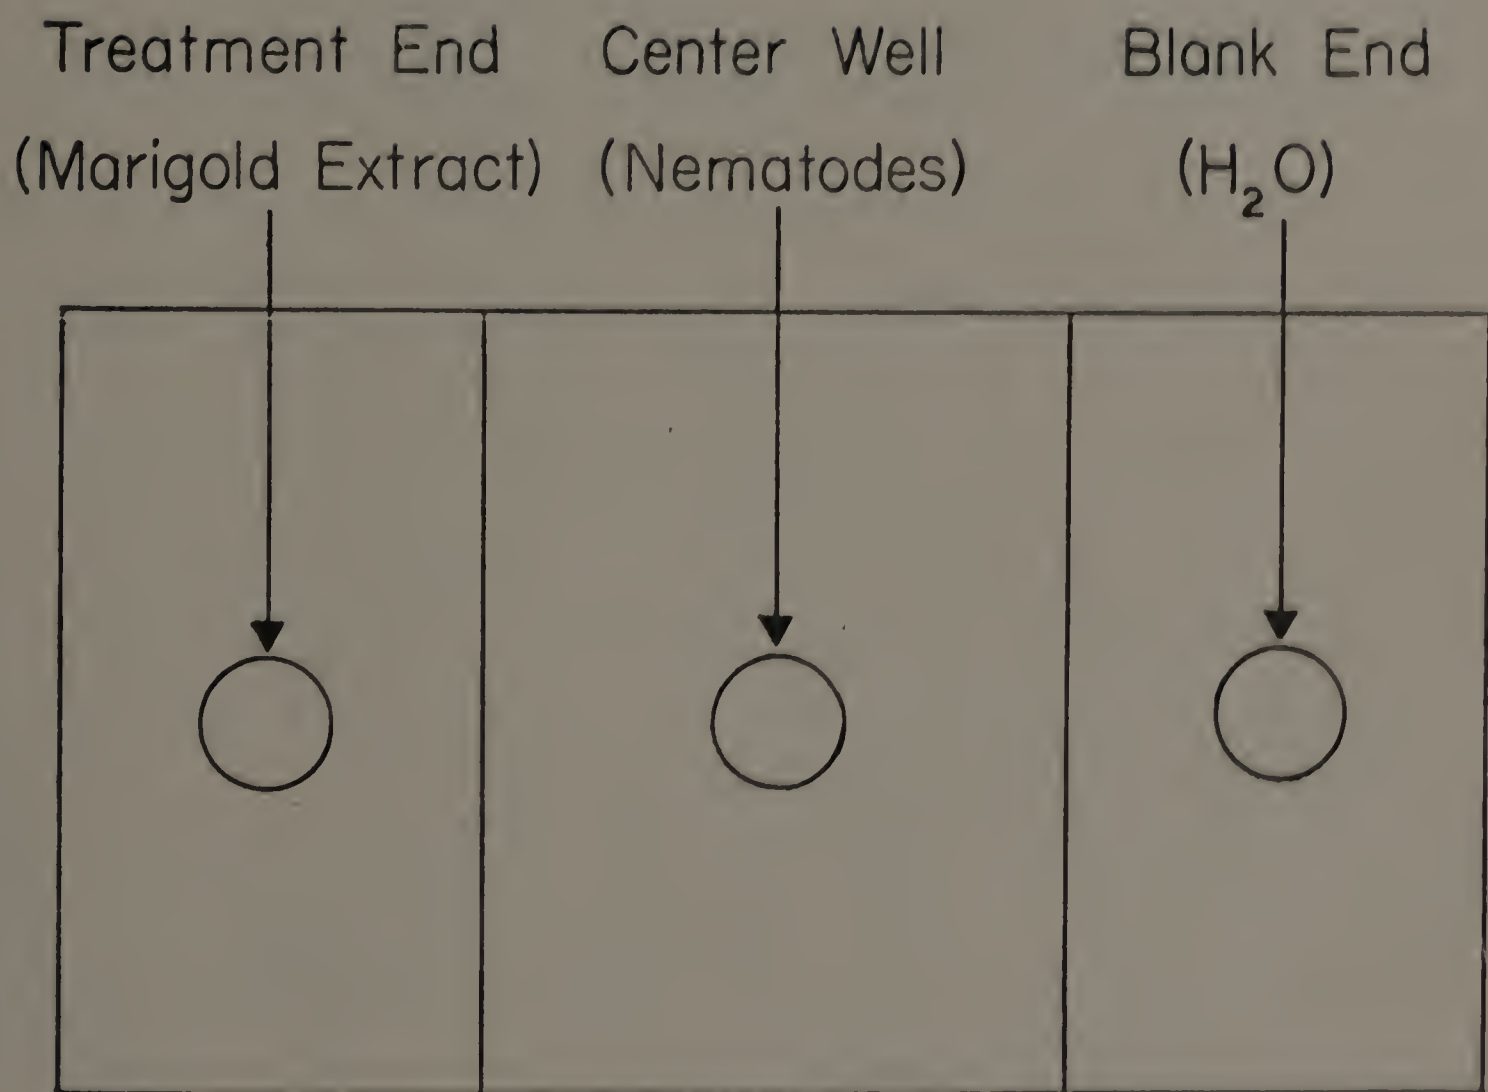 Treatment End Center Well Blank End
(Marigold Extract) (Nematodes) (H₂O)